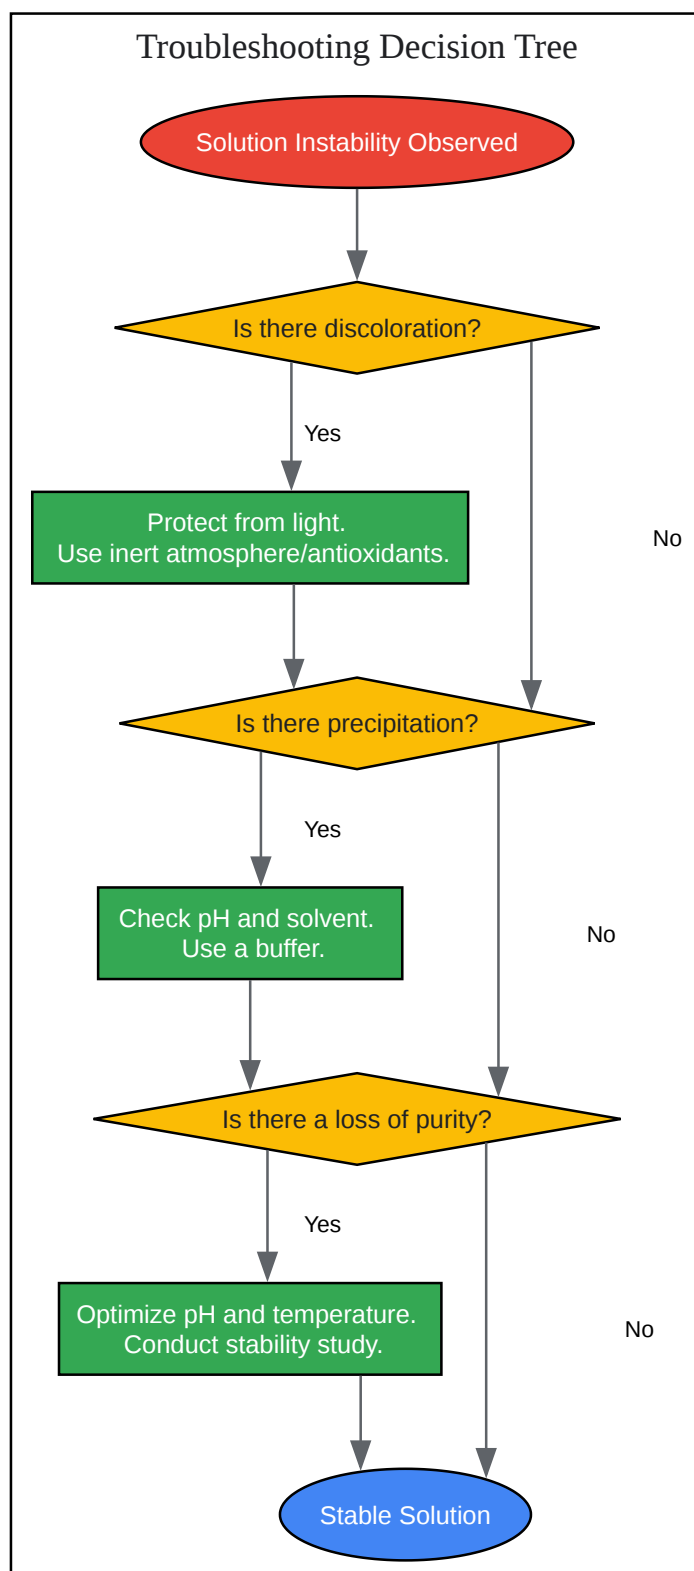 Troubleshooting Decision Tree
Solution Instability Observed
Is there discoloration?
Yes
Protect from light.
Use inert atmosphere/antioxidants.
No
Is there precipitation?
Yes
Check pH and solvent.
Use a buffer.
No
Is there a loss of purity?
Yes
Optimize pH and temperature.
Conduct stability study.
No
Stable Solution